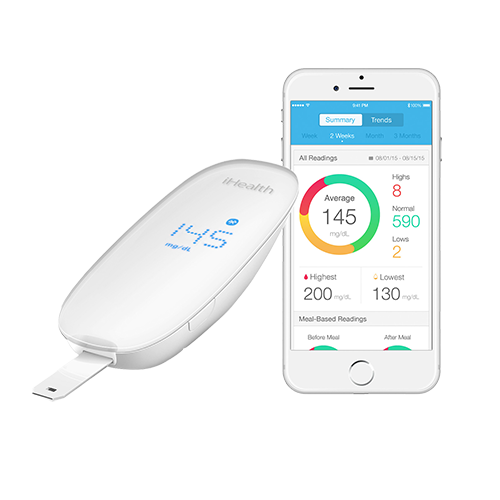 iHealth
145
mg/dL
9:41 PM
100%
Summary
Trends
Week
2 Weeks
Month
3 Months
All Readings
08/01/15 - 08/15/15
Average
145
mg/dL
Highs
8
Normal
590
Lows
2
Highest
200 mg/dL
Lowest
130 mg/dL
Meal-Based Readings
Before Meal
After Meal